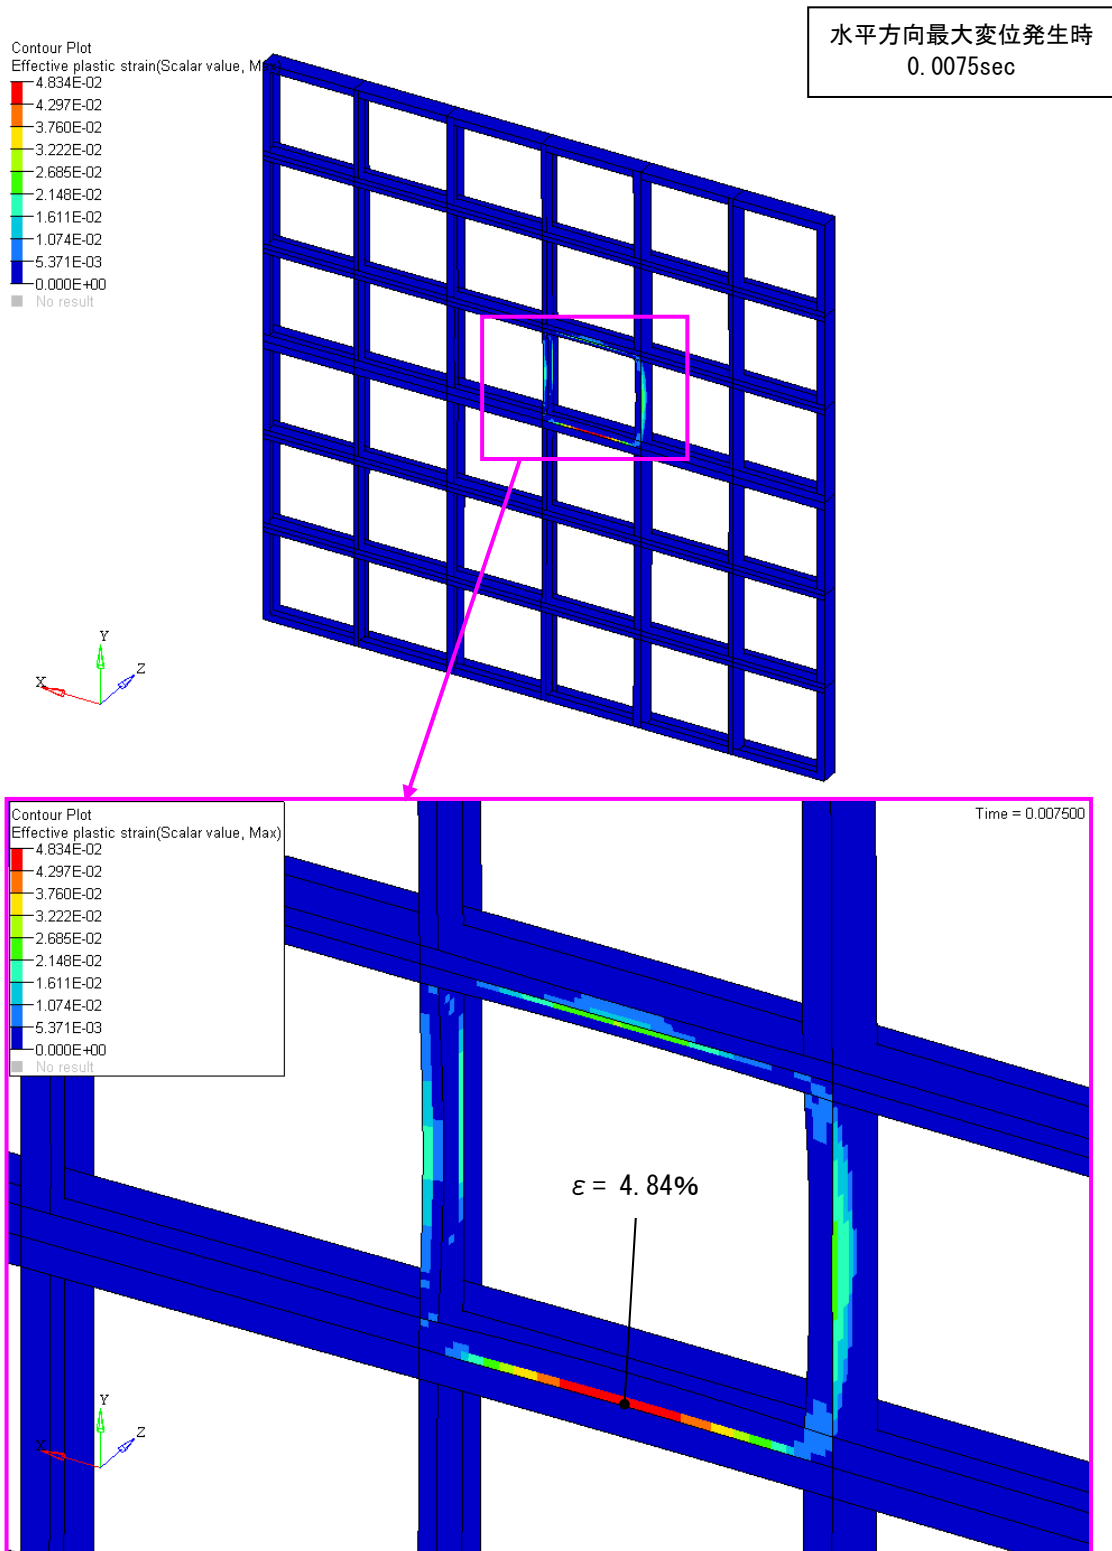 水平方向最大変位発生時
0.0075sec
Contour Plot
Effective plastic strain(Scalar value, M
4.834E-02
4.297E-02
3.760E-02
3.222E-02
2.685E-02
2.148E-02
1.611E-02
1.074E-02
5.371E-03
0.000E+00
No result
Y
Z
X
Contour Plot
Effective plastic strain(Scalar value, Max)
4.834E-02
4.297E-02
3.760E-02
3.222E-02
2.685E-02
2.148E-02
1.611E-02
1.074E-02
5.371E-03
0.000E+00
No result
Time = 0.007500
ε = 4.84%
Y
Z
X